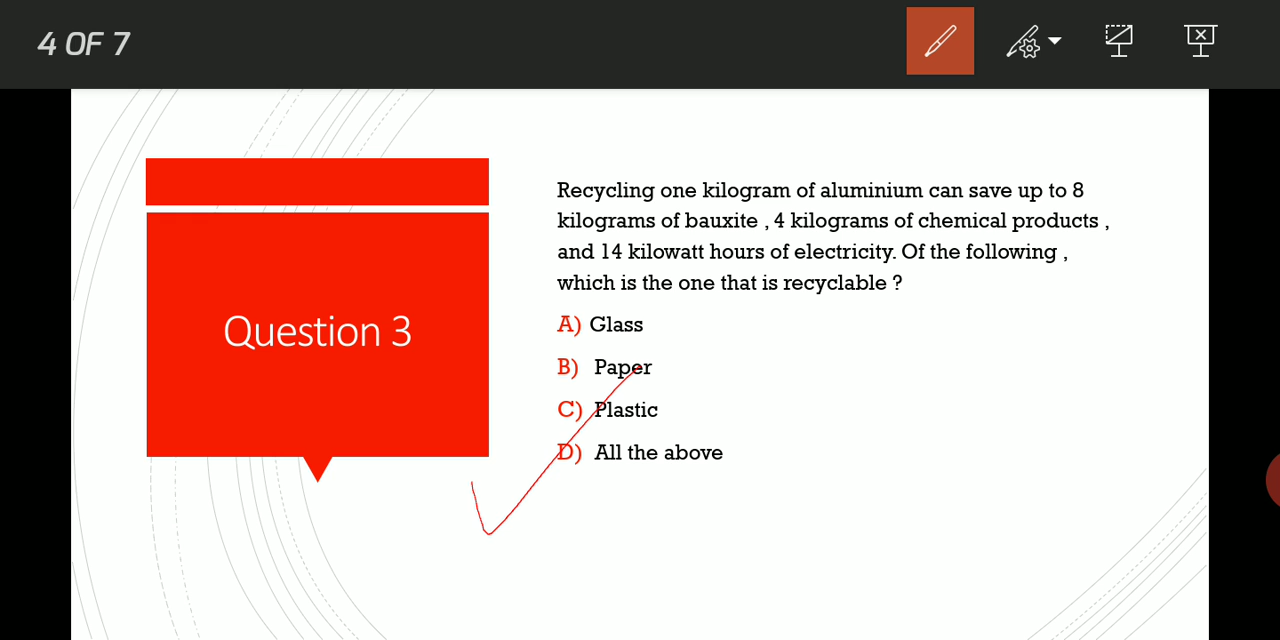 4 OF 7
Question 3
Recycling one kilogram of aluminium can save up to 8
kilograms of bauxite , 4 kilograms of chemical products ,
and 14 kilowatt hours of electricity. Of the following ,
which is the one that is recyclable ?
A) Glass
B) Paper
C) Plastic
D) All the above